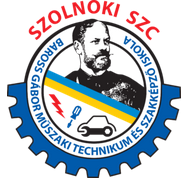 SZOLNOKI SZC
BAROSS GÁBOR MŰSZAKI TECHNIKUM ÉS SZAKKÉPZŐ ISKOLA